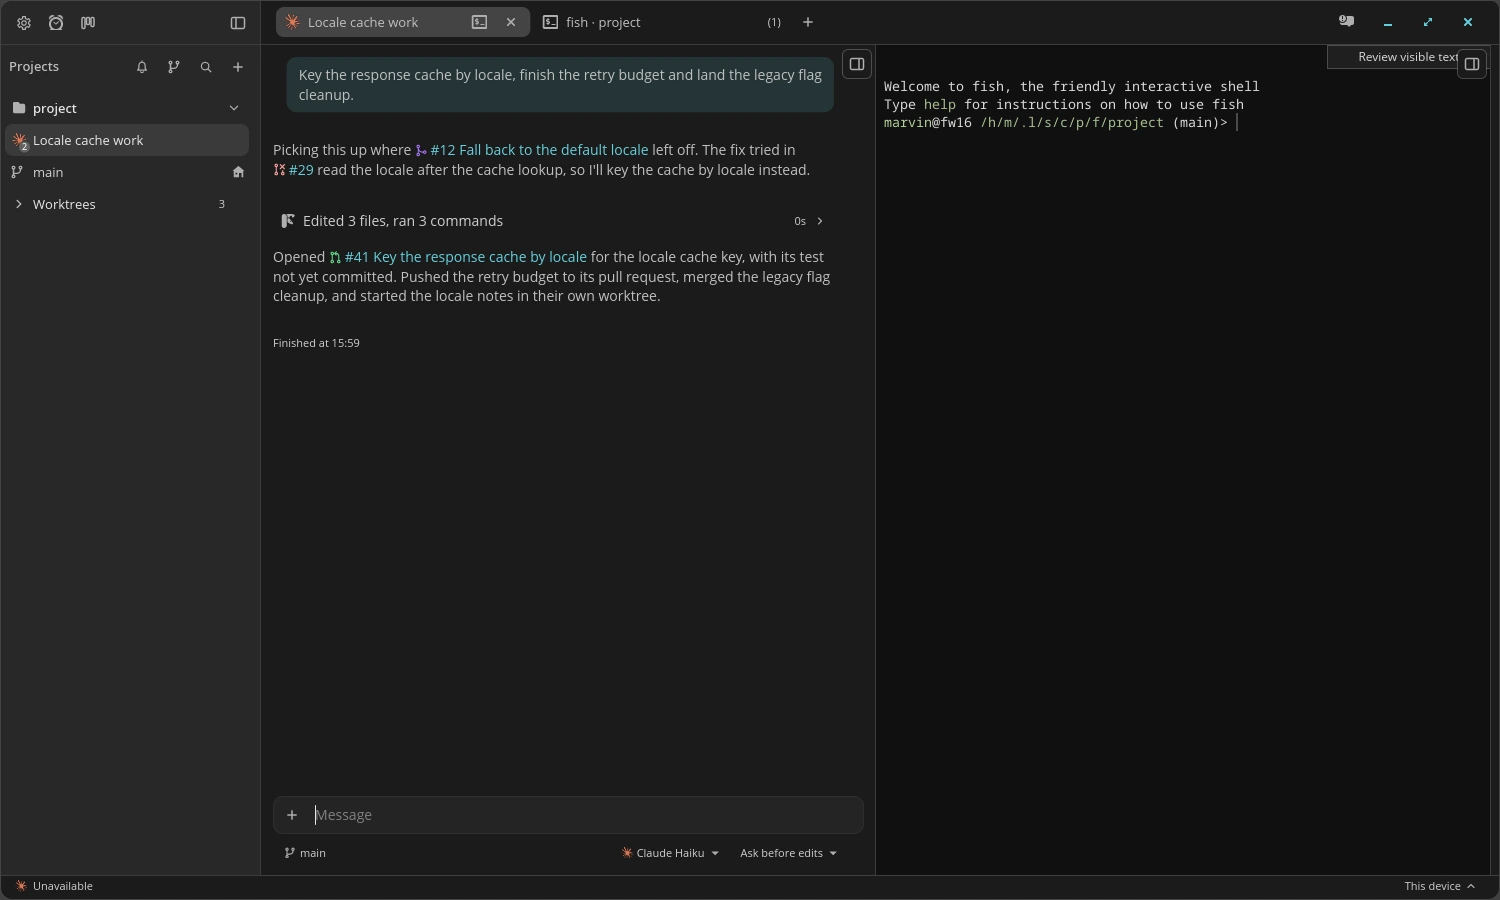 Locale cache work
fish · project
(1)
Projects
project
2
Locale cache work
main
Worktrees
3
Key the response cache by locale, finish the retry budget and land the legacy flag
cleanup.
Picking this up where #12 Fall back to the default locale left off. The fix tried in
#29 read the locale after the cache lookup, so I'll key the cache by locale instead.
Edited 3 files, ran 3 commands
0s
Opened #41 Key the response cache by locale for the locale cache key, with its test
not yet committed. Pushed the retry budget to its pull request, merged the legacy flag
cleanup, and started the locale notes in their own worktree.
Finished at 15:59
Message
main
Claude Haiku
Ask before edits
Review visible text
Welcome to fish, the friendly interactive shell
Type help for instructions on how to use fish
marvin@fw16 /h/m/.l/s/c/p/f/project (main)>
Unavailable
This device